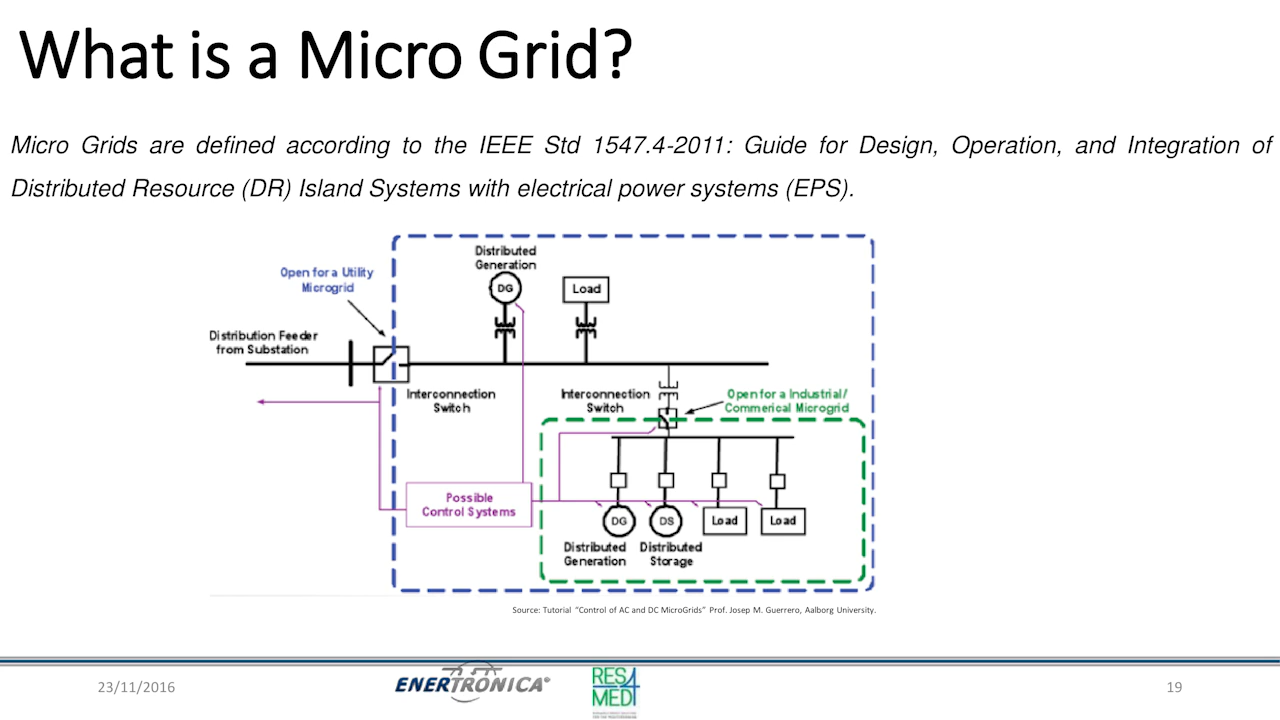 What is a Micro Grid?
Micro Grids are defined according to the IEEE Std 1547.4-2011: Guide for Design, Operation, and Integration of
Distributed Resource (DR) Island Systems with electrical power systems (EPS).
Distributed
Generation
Open for a Utility
Microgrid
DG
Load
Distribution Feeder
from Substation
Interconnection
Switch
Interconnection
Switch
Open for a Industrial/
Commerical Microgrid
Possible
Control Systems
DG
DS
Load
Load
Distributed
Generation
Distributed
Storage
Source: Tutorial “Control of AC and DC MicroGrids” Prof. Josep M. Guerrero, Aalborg University.
23/11/2016
ENERTRONICA®
RES4
MED
19